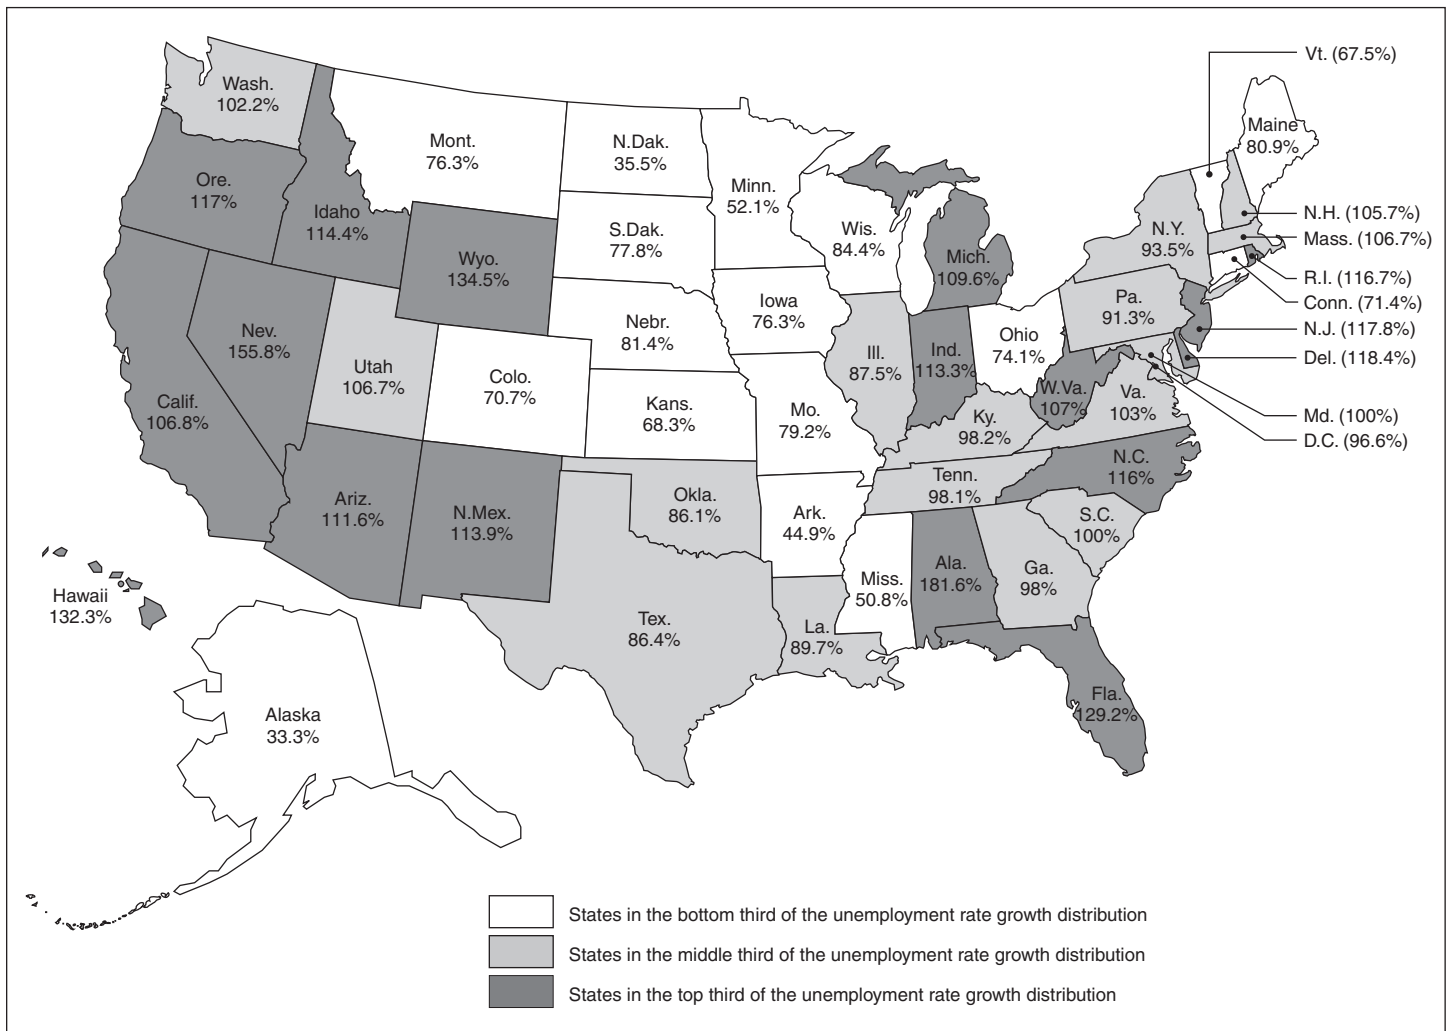 Vt. (67.5%)
Wash.
102.2%
Maine
80.9%
Mont.
76.3%
N.Dak.
35.5%
Minn.
52.1%
Ore.
117%
Idaho
114.4%
Wyo.
134.5%
S.Dak.
77.8%
Wis.
84.4%
Mich.
109.6%
N.Y.
93.5%
N.H. (105.7%)
Mass. (106.7%)
R.I. (116.7%)
Conn. (71.4%)
N.J. (117.8%)
Del. (118.4%)
Md. (100%)
D.C. (96.6%)
Nev.
155.8%
Utah
106.7%
Colo.
70.7%
Nebr.
81.4%
Iowa
76.3%
Ill.
87.5%
Ind.
113.3%
Ohio
74.1%
Pa.
91.3%
Calif.
106.8%
Kans.
68.3%
Mo.
79.2%
Ky.
98.2%
W.Va.
107%
Va.
103%
Ariz.
111.6%
N.Mex.
113.9%
Okla.
86.1%
Ark.
44.9%
Tenn.
98.1%
N.C.
116%
S.C.
100%
Hawaii
132.3%
Tex.
86.4%
La.
89.7%
Miss.
50.8%
Ala.
181.6%
Ga.
98%
Fla.
129.2%
Alaska
33.3%
States in the bottom third of the unemployment rate growth distribution
States in the middle third of the unemployment rate growth distribution
States in the top third of the unemployment rate growth distribution